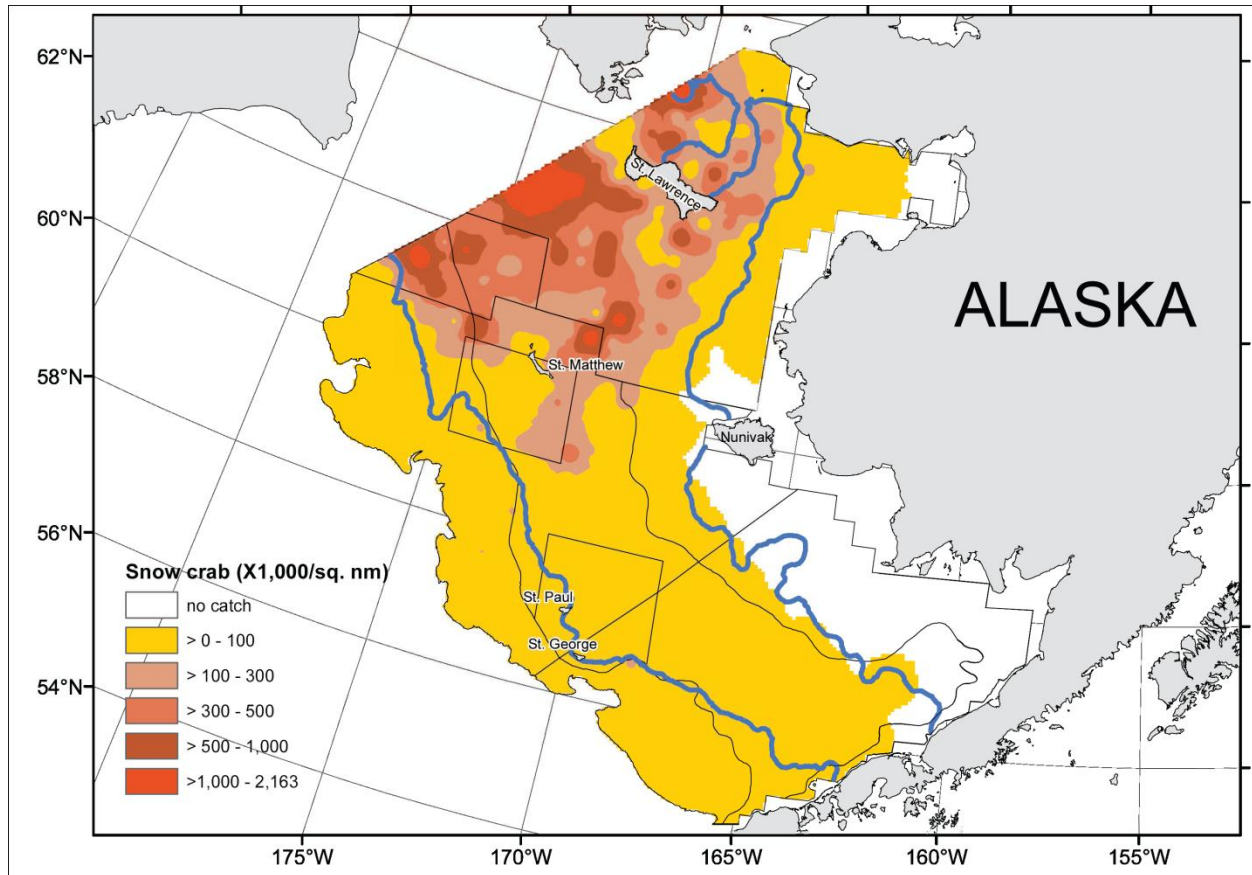 62°N
60°N
58°N
56°N
54°N
St. Lawrence
ALASKA
St. Matthew
Nunivak
St. Paul
St. George
Snow crab (X1,000/sq. nm)
no catch
> 0 - 100
> 100 - 300
> 300 - 500
> 500 - 1,000
>1,000 - 2,163
175°W
170°W
165°W
160°W
155°W